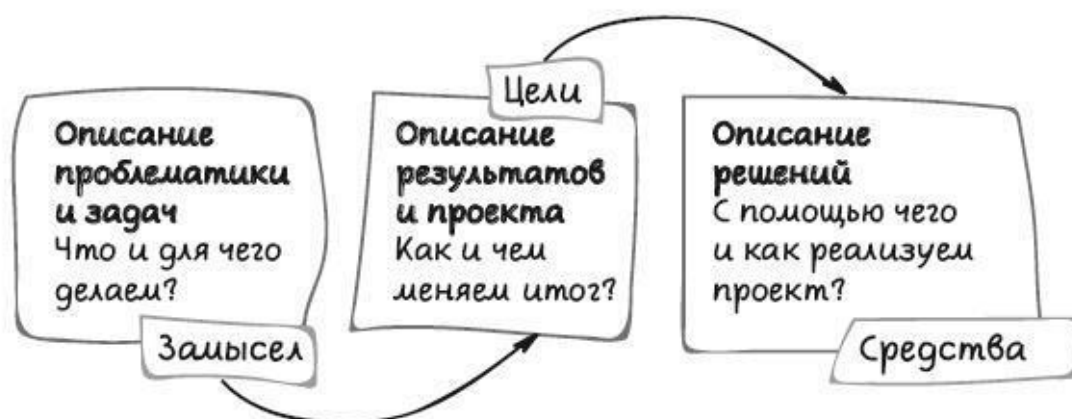 Описание
проблематики
и задач
Что и для чего
делаем?
Замысел
Цели
Описание
результатов
и проекта
Как и чем
меняем итог?
Описание
решений
С помощью чего
и как реализуем
проект?
Средства